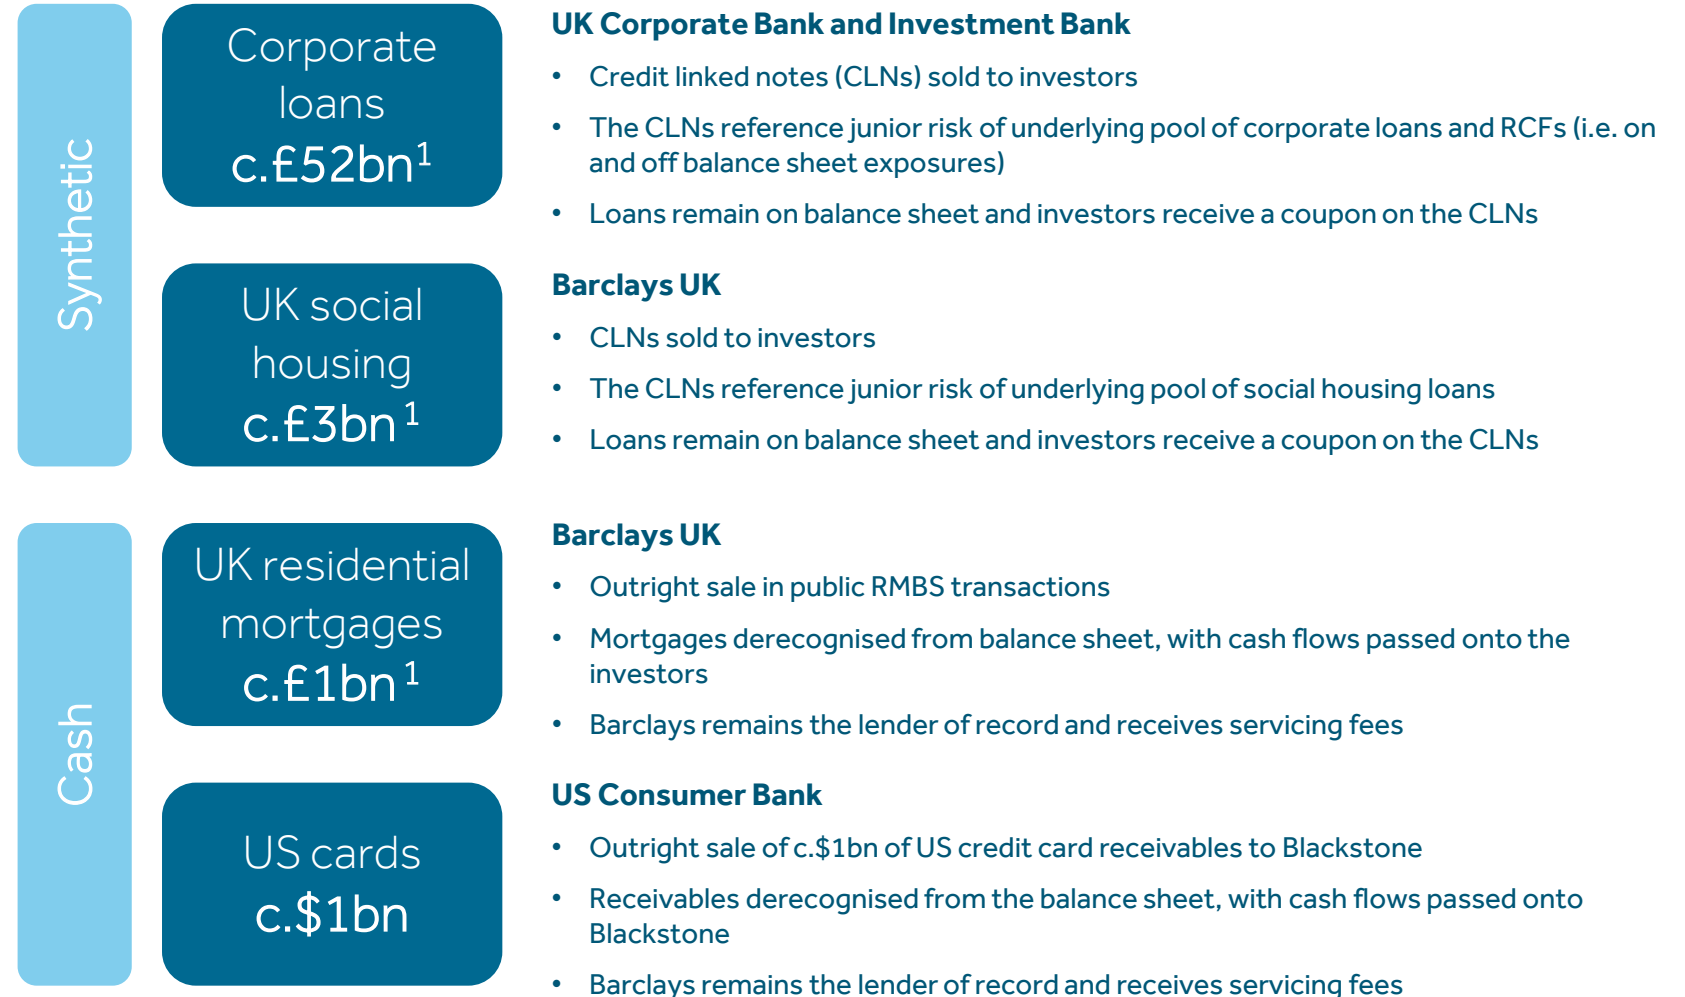 Synthetic
Corporate
loans
c.£52bn1
UK Corporate Bank and Investment Bank
• Credit linked notes (CLNs) sold to investors
• The CLNs reference junior risk of underlying pool of corporate loans and RCFs (i.e. on
and off balance sheet exposures)
• Loans remain on balance sheet and investors receive a coupon on the CLNs
UK social
housing
c.£3bn 1
Barclays UK
• CLNs sold to investors
• The CLNs reference junior risk of underlying pool of social housing loans
• Loans remain on balance sheet and investors receive a coupon on the CLNs
Cash
UK residential
mortgages
c.£1bn 1
Barclays UK
• Outright sale in public RMBS transactions
• Mortgages derecognised from balance sheet, with cash flows passed onto the
investors
• Barclays remains the lender of record and receives servicing fees
US cards
c.$1bn
US Consumer Bank
• Outright sale of c.$1bn of US credit card receivables to Blackstone
• Receivables derecognised from the balance sheet, with cash flows passed onto
Blackstone
• Barclays remains the lender of record and receives servicing fees